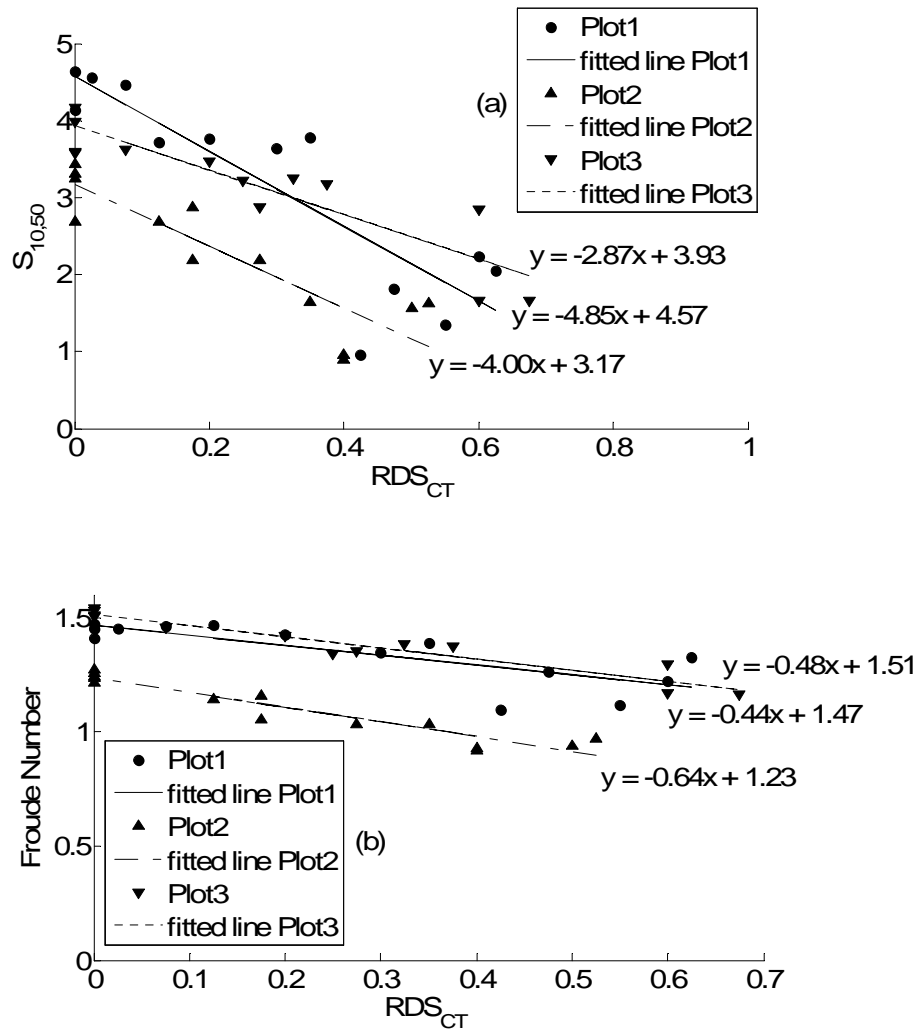 5
4
3
2
1
0
S10,50
0
0.2
0.4
0.6
0.8
1
RDSCT
(a)
Plot1
fitted line Plot1
Plot2
fitted line Plot2
Plot3
fitted line Plot3
y = -2.87x + 3.93
y = -4.85x + 4.57
y = -4.00x + 3.17
1.5
1
0.5
0
Froude Number
0
0.1
0.2
0.3
0.4
0.5
0.6
0.7
RDSCT
y = -0.48x + 1.51
y = -0.44x + 1.47
y = -0.64x + 1.23
Plot1
fitted line Plot1
Plot2
fitted line Plot2
Plot3
fitted line Plot3
(b)